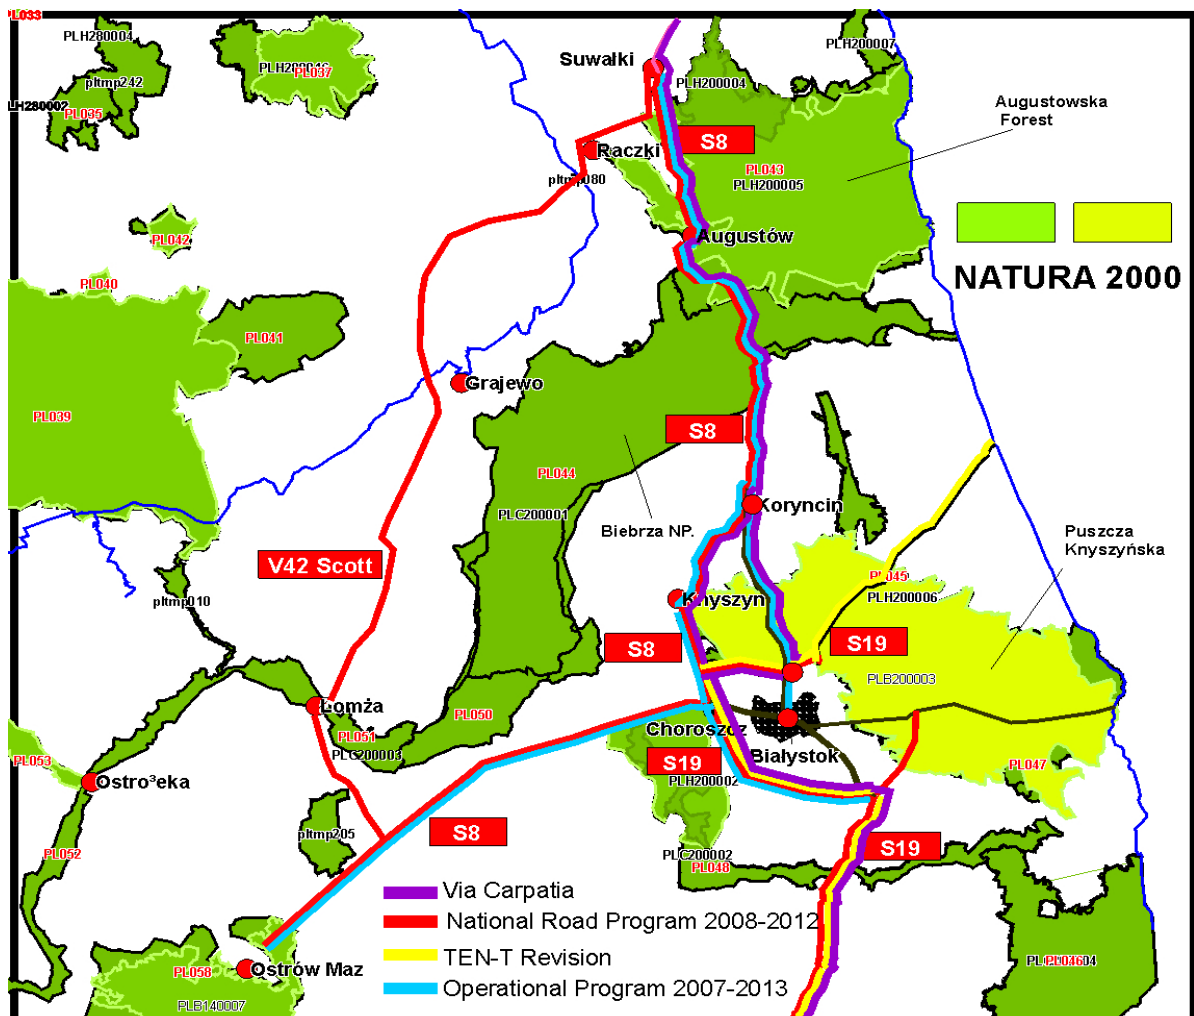 PL033
PLH280004
PLH200007
Suwałki
pltmp242
PL037
PLH200004
LH280002
PL035
Augustowska
Forest
S8
Raczki
PL043
pltmp080
PLH200005
PL042
Augustów
NATURA 2000
PL040
PL041
Grajewo
PL039
S8
PL044
Koryncin
PLC200001
Biebrza NP.
Puszcza
Knyszyńska
V42 Scott
PL045
PLH200006
pltmp010
Knyszyn
S8
S19
PLB200003
Łomża
PL050
PL051
PLC200003
Choroszcz
Białystok
PL053
S19
PLH200002
PL047
Ostro³eka
S8
pltmp205
S19
PL052
PLC200002
PL048
Via Carpatia
National Road Program 2008-2012
TEN-T Revision
Operational Program 2007-2013
PL046
PL058
Ostrów Maz
PLB140007